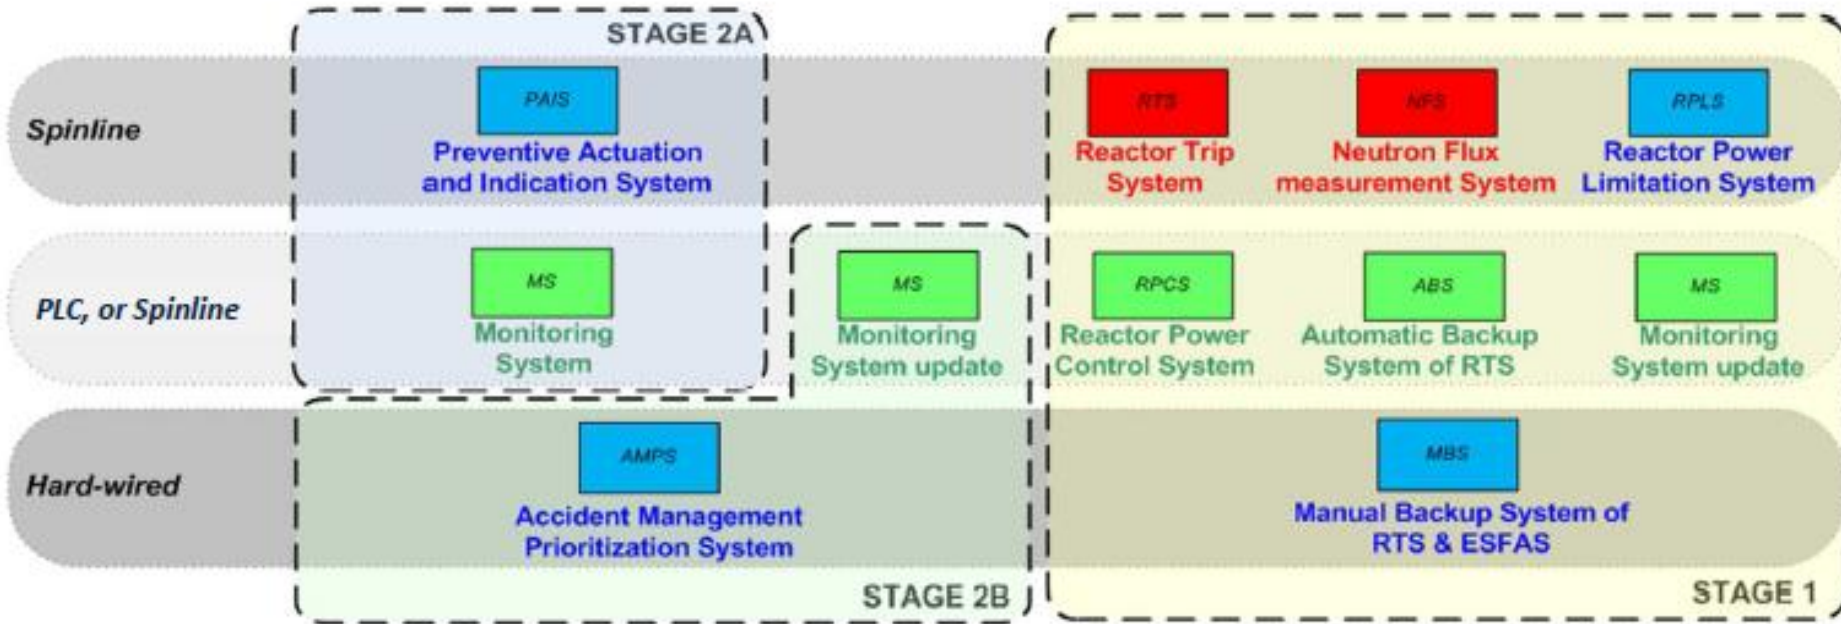 STAGE 2A
Spinline
PAIS
Preventive Actuation
and Indication System
RTS
Reactor Trip
System
NFS
Neutron Flux
measurement System
RPLS
Reactor Power
Limitation System
PLC, or Spinline
MS
Monitoring
System
MS
Monitoring
System update
RPCS
Reactor Power
Control System
ABS
Automatic Backup
System of RTS
MS
Monitoring
System update
Hard-wired
AMPS
Accident Management
Prioritization System
MBS
Manual Backup System of
RTS & ESFAS
STAGE 2B
STAGE 1